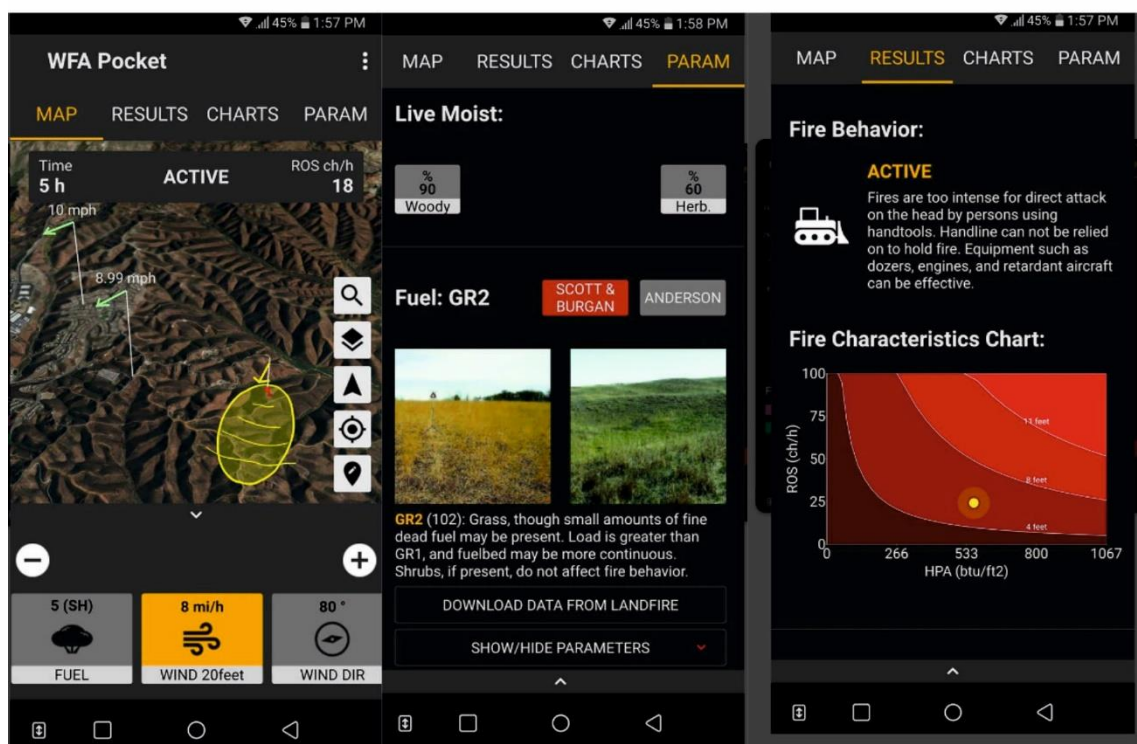 45% 1:57 PM
WFA Pocket
MAP RESULTS CHARTS PARAM
Time
5 h
ACTIVE
ROS ch/h
18
10 mph
8.99 mph
5 (SH)
FUEL
8 mi/h
WIND 20feet
80 °
WIND DIR
45% 1:58 PM
MAP RESULTS CHARTS PARAM
Live Moist:
%
90
Woody
%
60
Herb.
Fuel: GR2
SCOTT &
BURGAN
ANDERSON
GR2 (102): Grass, though small amounts of fine
dead fuel may be present. Load is greater than
GR1, and fuelbed may be more continuous.
Shrubs, if present, do not affect fire behavior.
DOWNLOAD DATA FROM LANDFIRE
SHOW/HIDE PARAMETERS
45% 1:57 PM
MAP RESULTS CHARTS PARAM
Fire Behavior:
ACTIVE
Fires are too intense for direct attack
on the head by persons using
handtools. Handline can not be relied
on to hold fire. Equipment such as
dozers, engines, and retardant aircraft
can be effective.
Fire Characteristics Chart:
100
75
50
25
0
ROS (ch/h)
11 feet
8 feet
4 feet
0 266 533 800 1067
HPA (btu/ft2)